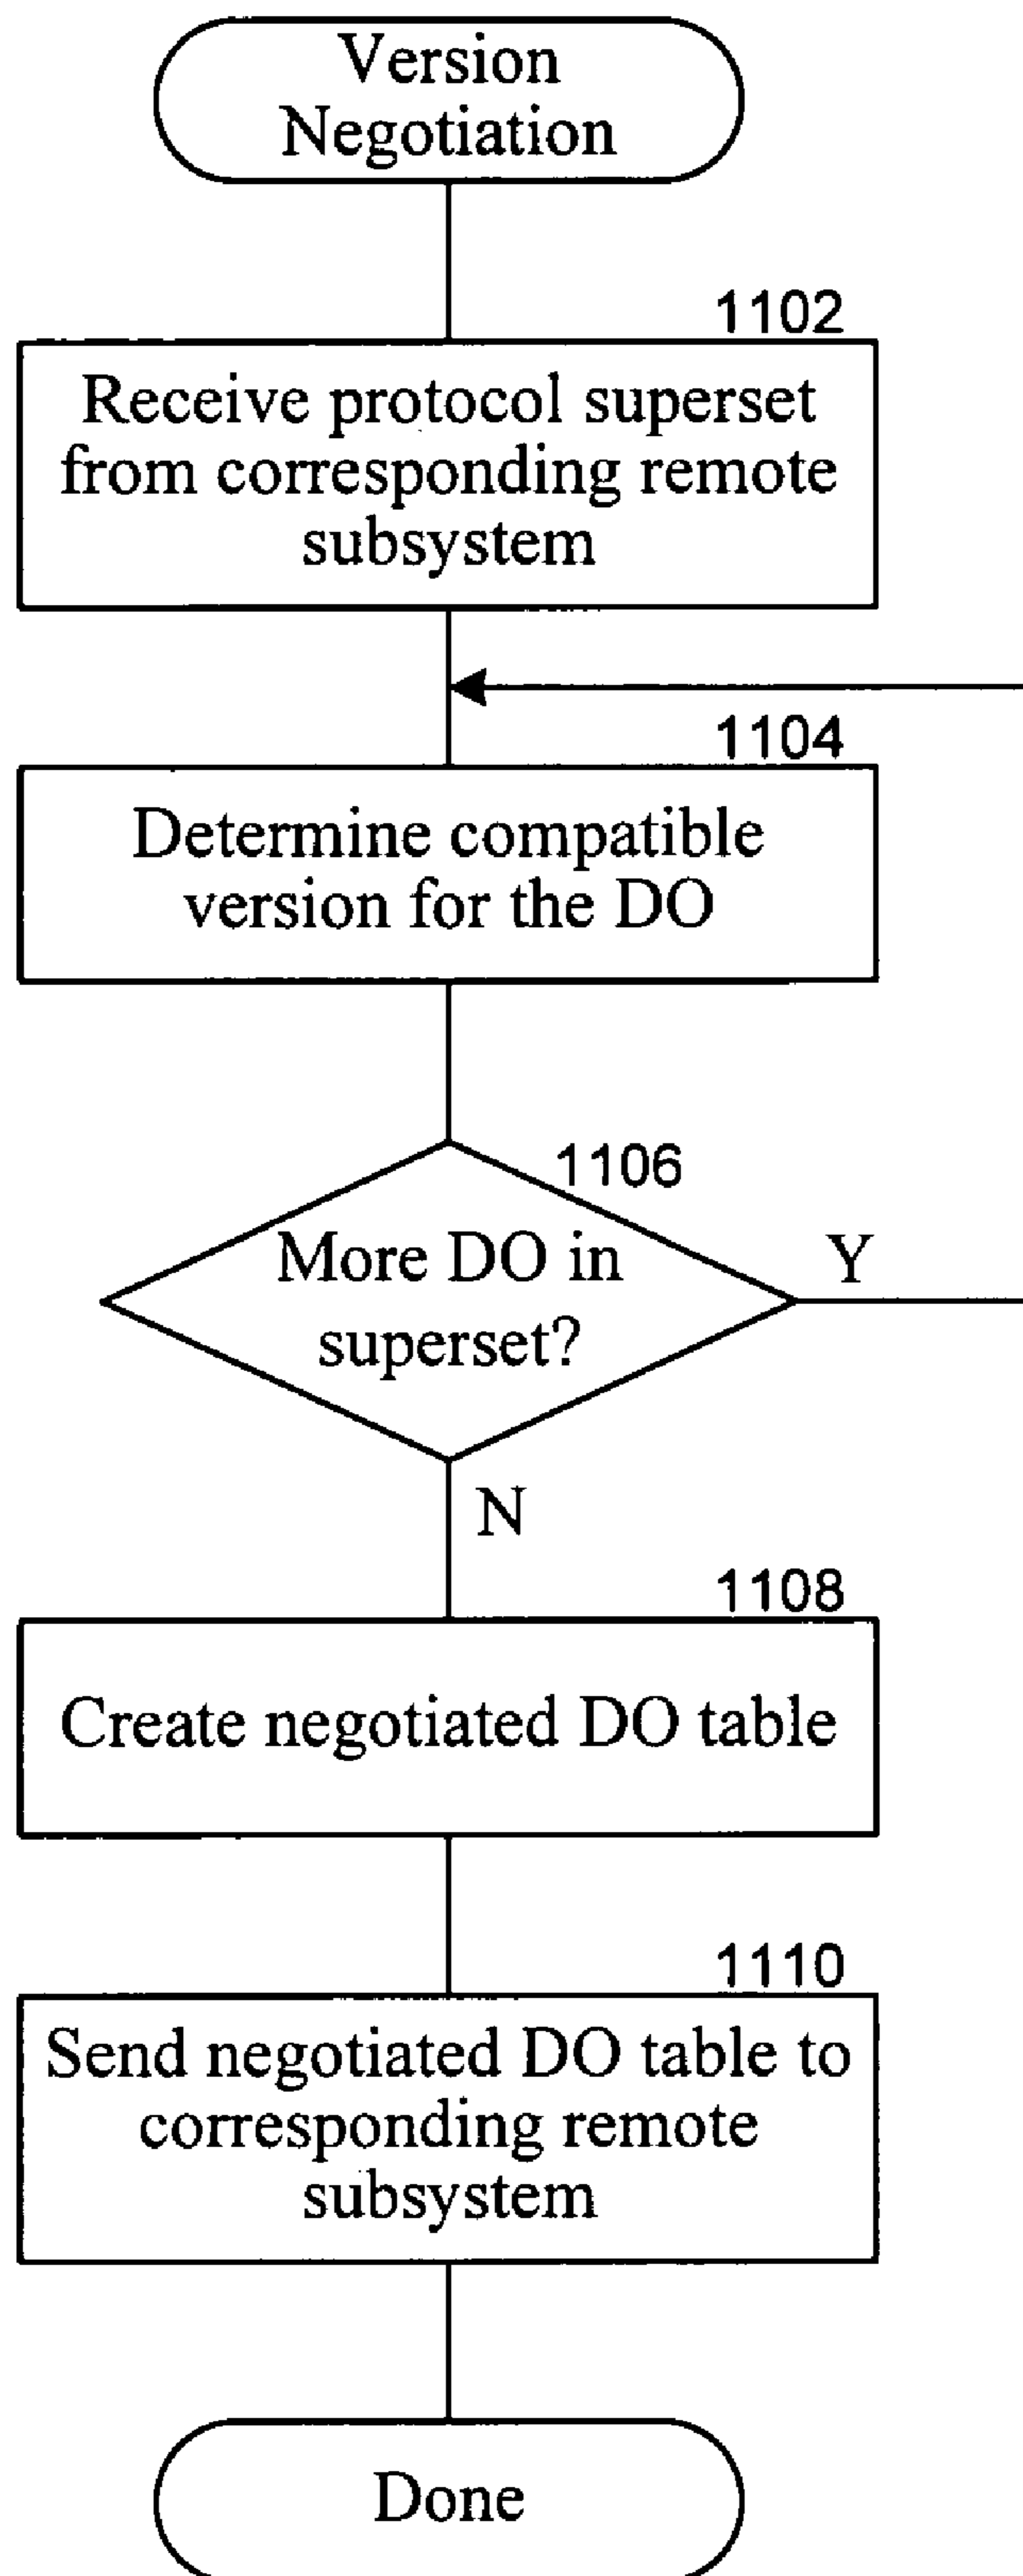 Version
Negotiation
1102
Receive protocol superset
from corresponding remote
subsystem
1104
Determine compatible
version for the DO
1106
More DO in
superset?
Y
N
1108
Create negotiated DO table
1110
Send negotiated DO table to
corresponding remote
subsystem
Done